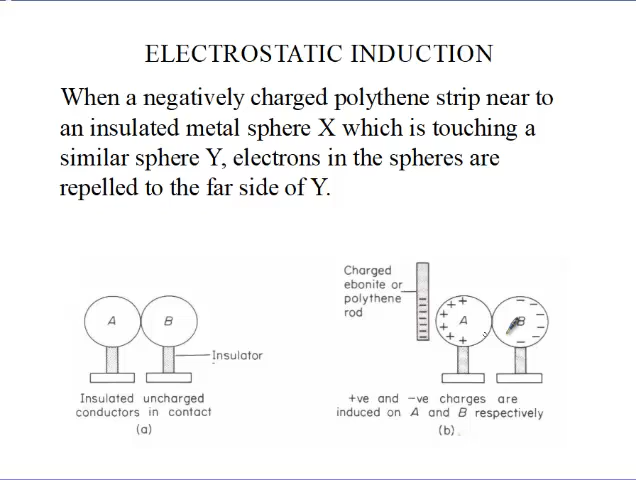 ELECTROSTATIC INDUCTION
When a negatively charged polythene strip near to
an insulated metal sphere X which is touching a
similar sphere Y, electrons in the spheres are
repelled to the far side of Y.
A B
Insulator
Insulated uncharged
conductors in contact
(a)
Charged
ebonite or
polythene
rod
+ + + + + + A
B − − − − − −
+ve and −ve charges are
induced on A and B respectively
(b).